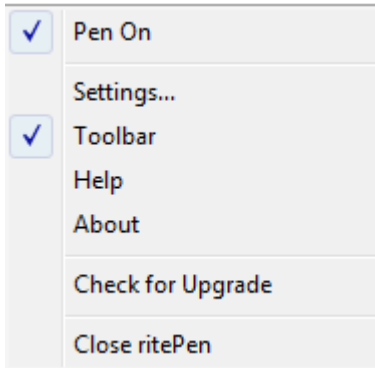 Pen On
Settings...
Toolbar
Help
About
Check for Upgrade
Close ritePen